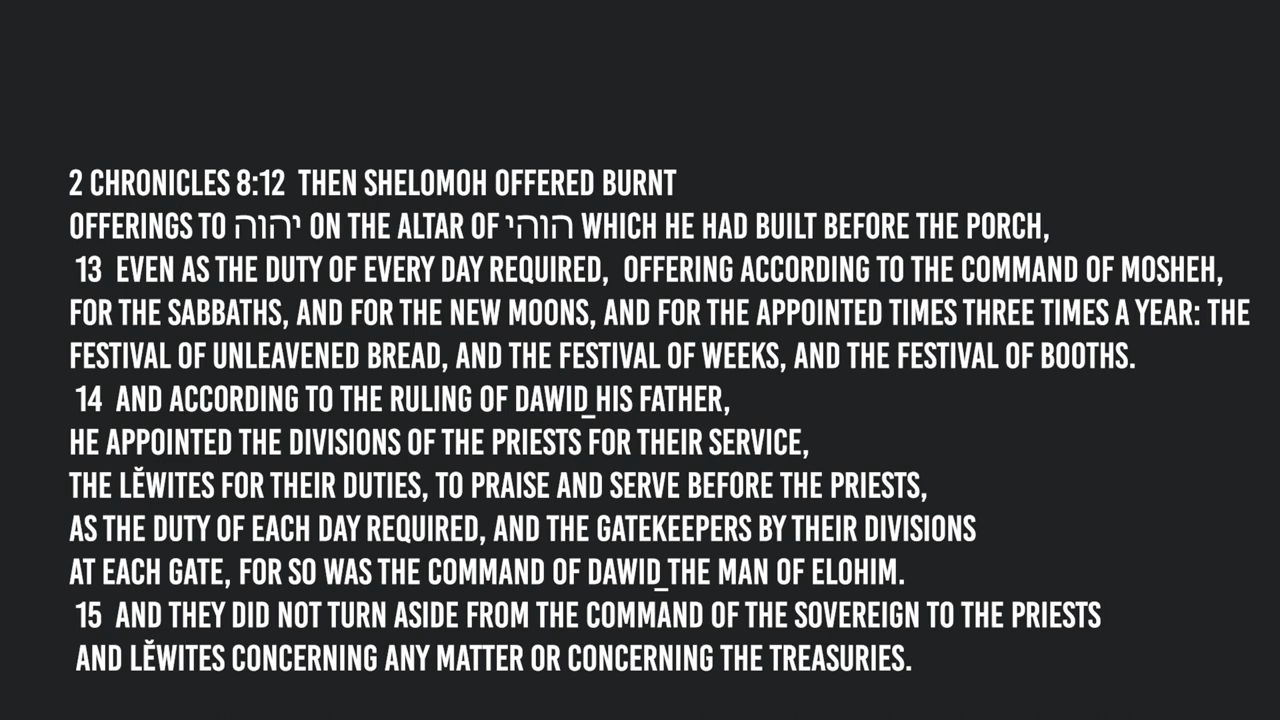 2 CHRONICLES 8:12 THEN SHELOMOH OFFERED BURNT
OFFERINGS TO יהוה ON THE ALTAR OF הוהי WHICH HE HAD BUILT BEFORE THE PORCH,
13 EVEN AS THE DUTY OF EVERY DAY REQUIRED, OFFERING ACCORDING TO THE COMMAND OF MOSHEH,
FOR THE SABBATHS, AND FOR THE NEW MOONS, AND FOR THE APPOINTED TIMES THREE TIMES A YEAR: THE
FESTIVAL OF UNLEAVENED BREAD, AND THE FESTIVAL OF WEEKS, AND THE FESTIVAL OF BOOTHS.
14 AND ACCORDING TO THE RULING OF DAWID_HIS FATHER,
HE APPOINTED THE DIVISIONS OF THE PRIESTS FOR THEIR SERVICE,
THE LĔWITES FOR THEIR DUTIES, TO PRAISE AND SERVE BEFORE THE PRIESTS,
AS THE DUTY OF EACH DAY REQUIRED, AND THE GATEKEEPERS BY THEIR DIVISIONS
AT EACH GATE, FOR SO WAS THE COMMAND OF DAWID_THE MAN OF ELOHIM.
15 AND THEY DID NOT TURN ASIDE FROM THE COMMAND OF THE SOVEREIGN TO THE PRIESTS
AND LĔWITES CONCERNING ANY MATTER OR CONCERNING THE TREASURIES.